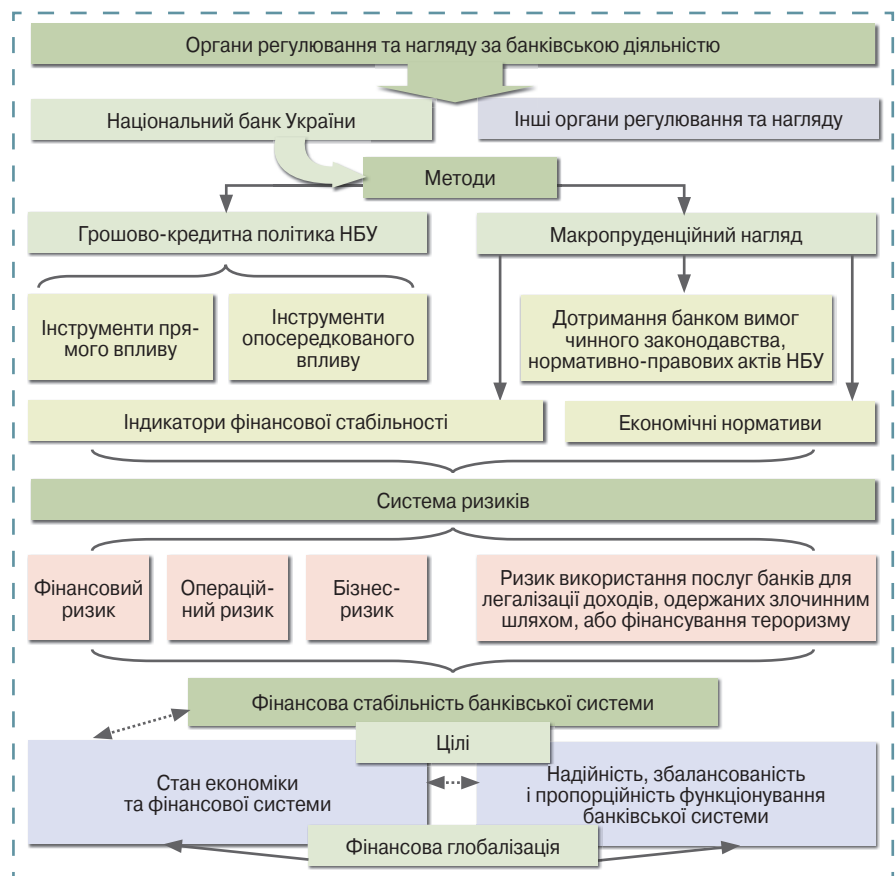 Органи регулювання та нагляду за банківською діяльністю
Національний банк України
Інші органи регулювання та нагляду
Методи
Грошово-кредитна політика НБУ
Макропруденційний нагляд
Інструменти пря-
мого впливу
Інструменти
опосередкованого
впливу
Дотримання банком вимог
чинного законодавства,
нормативно-правових актів НБУ
Індикатори фінансової стабільності
Економічні нормативи
Система ризиків
Фінансовий
ризик
Операцій-
ний ризик
Бізнес-
ризик
Ризик використання послуг банків для
легалізації доходів, одержаних злочинним
шляхом, або фінансування тероризму
Фінансова стабільність банківської системи
Цілі
Стан економіки
та фінансової системи
Надійність, збалансованість
і пропорційність функціонування
банківської системи
Фінансова глобалізація